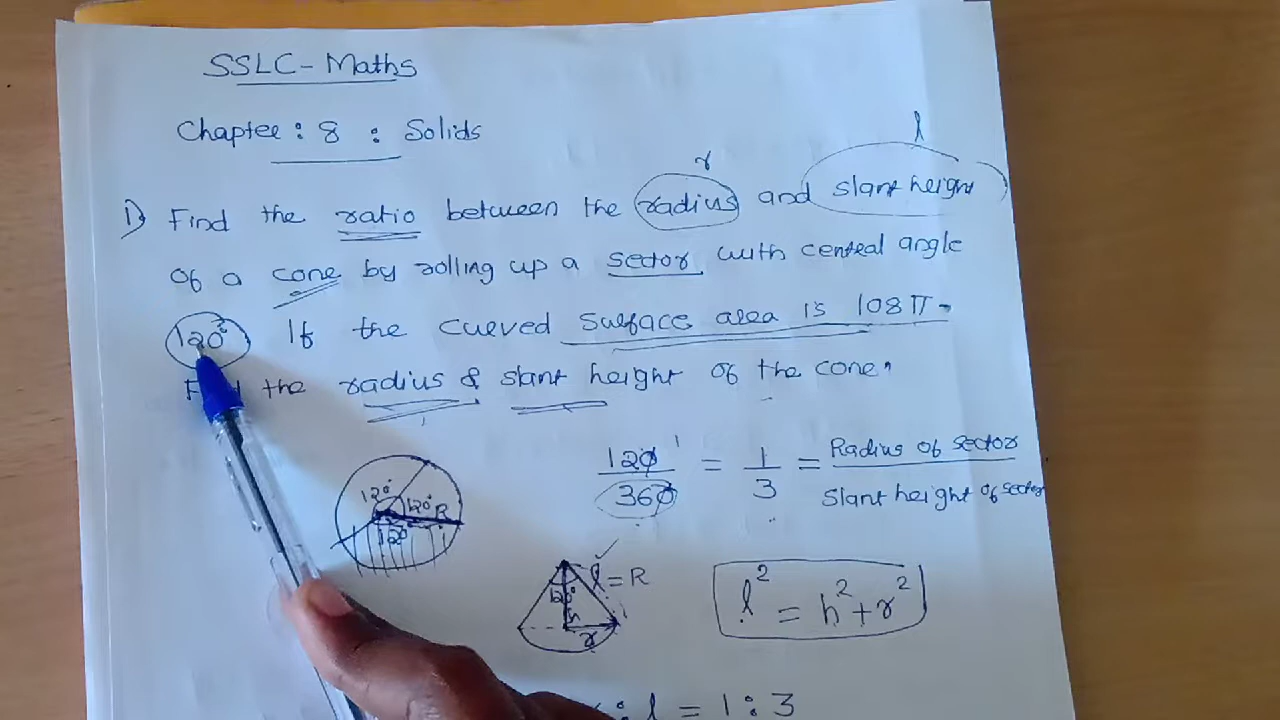 SSLC - Maths
Chapter : 8 : Solids
r
l
1) Find the ratio between the radius and slant height
of a cone by rolling up a sector with central angle
120° If the curved surface area is 108π.
Find the radius & slant height of the cone.
120° 120° R
120°
120/360 1 = 1/3 = Radius of sector / Slant height of sector
l = R
120°
h
r
l² = h² + r²
: l = 1 : 3